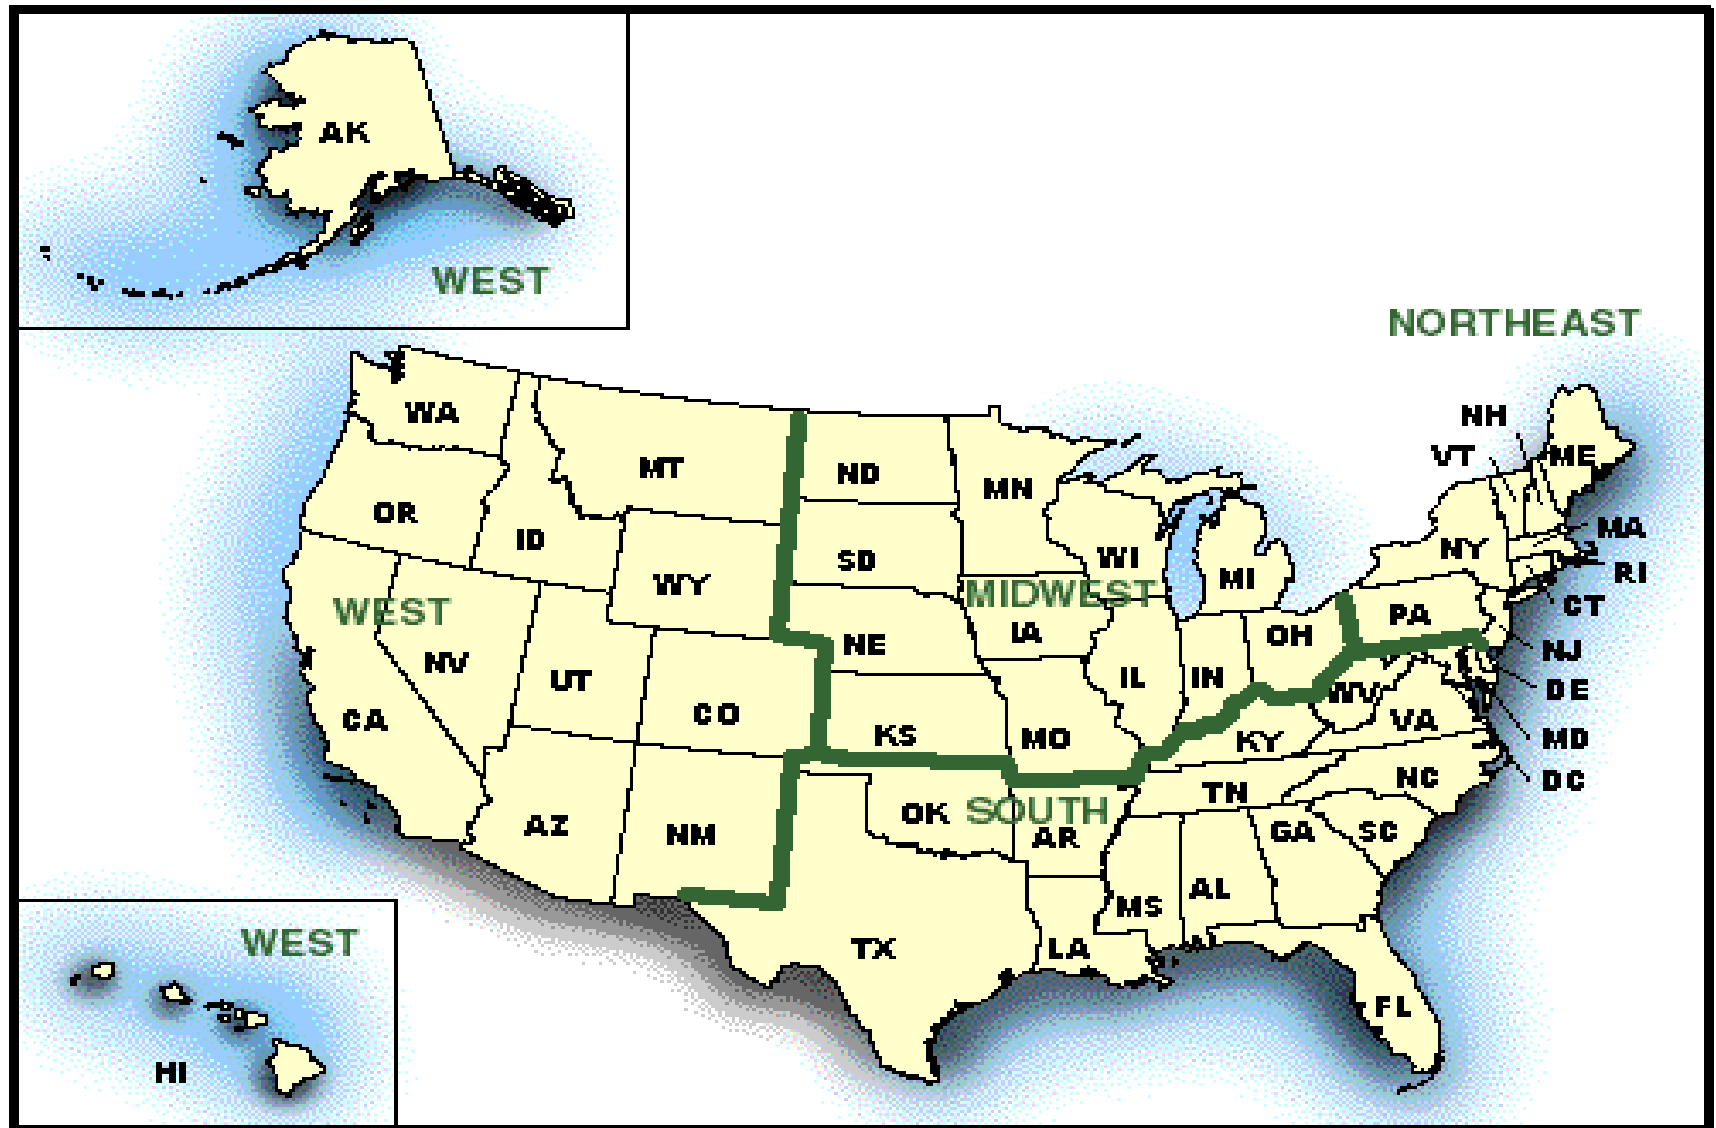 AK
WEST
NORTHEAST
NH
WA
VT
ME
MT
ND
MN
OR
MA
ID
NY
WI
SD
RI
MI
WY
MIDWEST
CT
WEST
PA
IA
OH
NE
NJ
NV
UT
IL
IN
DE
WV
CO
CA
VA
KS
MO
KY
MD
NC
DC
TN
OK
SOUTH
AZ
NM
AR
GA
SC
AL
MS
WEST
TX
LA
AL
FL
HI